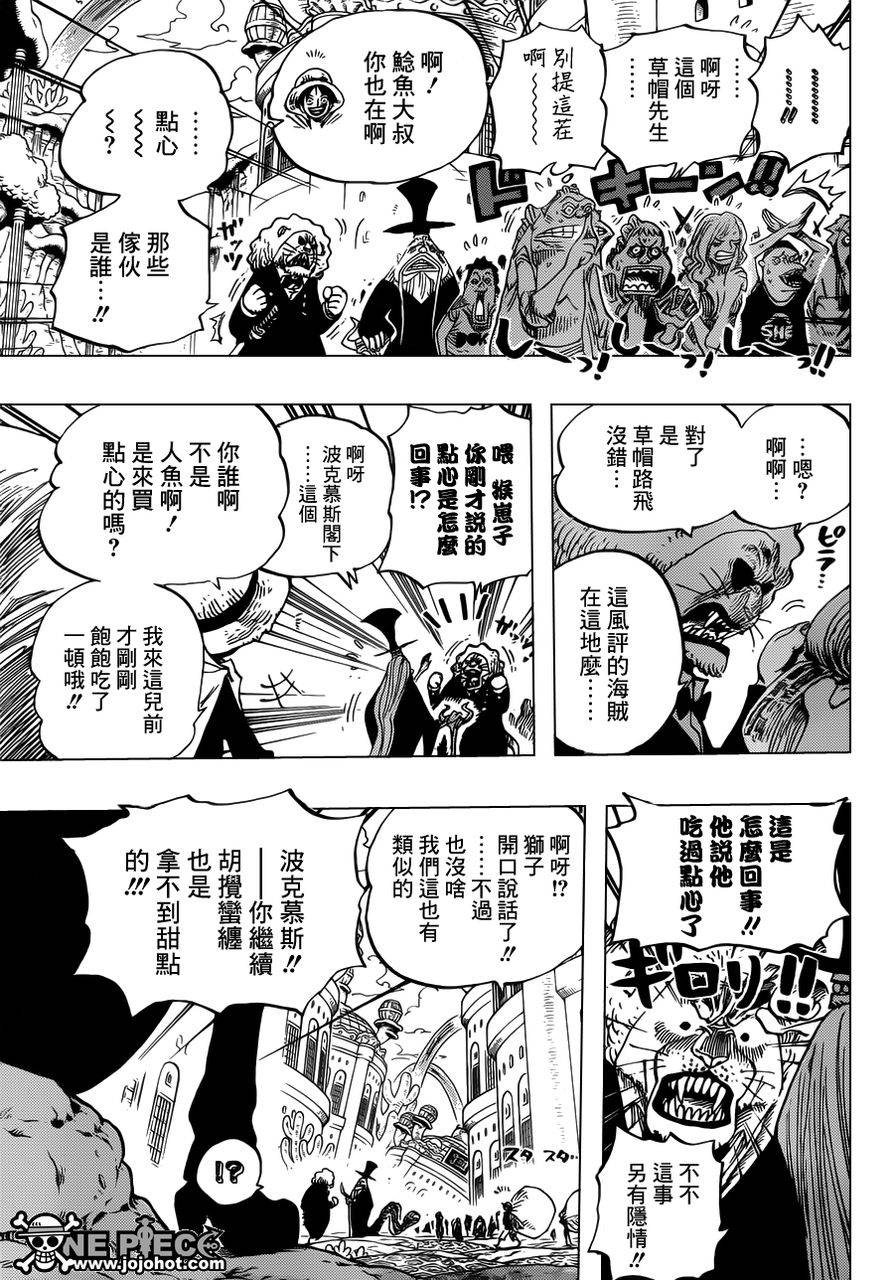 ………!!
啊呀
這個
草帽先生
……
別提這茬
啊～～～
啊！
鯰魚大叔
你也在啊
……
點心
～～？
那些
傢伙
是誰…!!
ドキーン!!
しーっ!
しーっ!!
DOK
SHE
…嗯?
啊啊…
對了
是
草帽路飛
沒錯…
ピラ…
這風評的海賊
在這地麼……
喂 猴崽子
你剛才說的
點心是怎麼
回事!?
啊呀
波克慕斯閣下
……這個
你誰啊
不是
人魚啊！
是來買
點心的嗎？
我來這兒前
才剛剛
飽飽吃了
一頓哦!!
這是
怎麼回事!!
他說他
吃過點心了
ギロリ!!
不不
這事
另有隱情!!
啊呀!?
獅子
開口說話了!!
……不過
也沒啥
我們這也有
類似的
波克慕斯!!
——你繼續
胡攪蠻纏
也是
拿不到甜點
的!!!
!?
スタ スタ…
ONE PIECE
www.jojohot.com